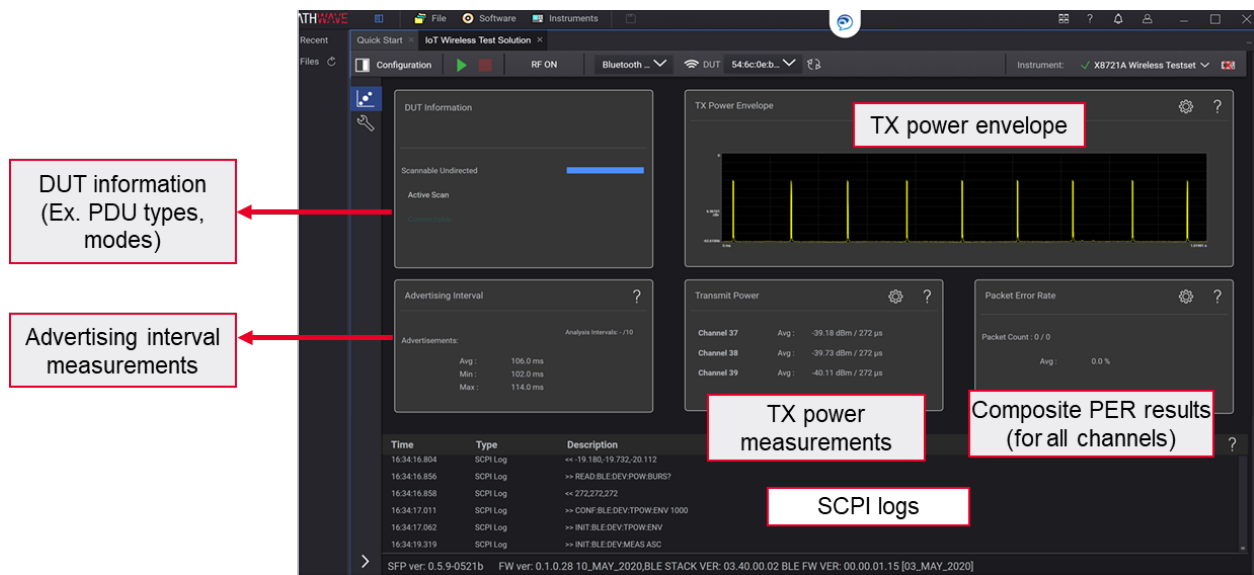 ATHWAVE File Software Instruments ?
Recent Quick Start × IoT Wireless Test Solution ×
Files Configuration RF ON Bluetooth ... DUT 54:6c:0e:b... Instrument: ✓ X8721A Wireless Testset
DUT Information
Scannable Undirected
Active Scan
Connectable
TX Power Envelope ?
TX power envelope
0 ms
DUT information
(Ex. PDU types,
modes)
Advertising Interval ?
Analysis Intervals: - /10
Advertisements:
Avg : 106.0 ms
Min : 102.0 ms
Max : 114.0 ms
Advertising interval
measurements
Transmit Power ?
Channel 37 Avg : -39.18 dBm / 272 µs
Channel 38 Avg : -39.73 dBm / 272 µs
Channel 39 Avg : -40.11 dBm / 272 µs
TX power
measurements
Packet Error Rate ?
Packet Count : 0 / 0
Avg : 0.0 %
Composite PER results
(for all channels)
Time Type Description ?
16:34:16.804 SCPI Log << -19.180,-19.732,-20.112
16:34:16.856 SCPI Log >> READ:BLE:DEV:POW:BURS?
16:34:16.858 SCPI Log << 272,272,272
16:34:17.011 SCPI Log >> CONF:BLE:DEV:TPOW:ENV 1000
16:34:17.062 SCPI Log >> INIT:BLE:DEV:TPOW:ENV
16:34:19.319 SCPI Log >> INIT:BLE:DEV:MEAS ASC
SCPI logs
SFP ver: 0.5.9-0521b FW ver: 0.1.0.28 10_MAY_2020,BLE STACK VER: 03.40.00.02 BLE FW VER: 00.00.01.15 [03_MAY_2020]